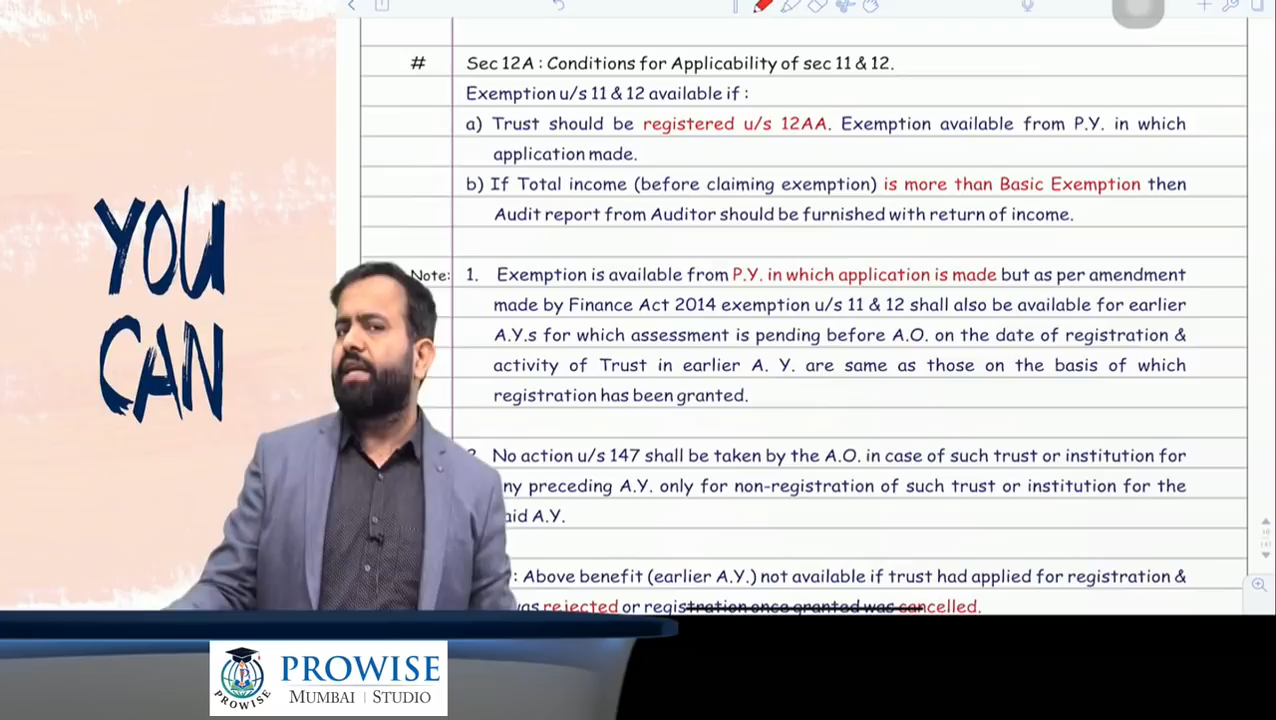 YOU
CAN
# Sec 12A : Conditions for Applicability of sec 11 & 12.
Exemption u/s 11 & 12 available if :
a) Trust should be registered u/s 12AA. Exemption available from P.Y. in which
application made.
b) If Total income (before claiming exemption) is more than Basic Exemption then
Audit report from Auditor should be furnished with return of income.
Note: 1. Exemption is available from P.Y. in which application is made but as per amendment
made by Finance Act 2014 exemption u/s 11 & 12 shall also be available for earlier
A.Y.s for which assessment is pending before A.O. on the date of registration &
activity of Trust in earlier A. Y. are same as those on the basis of which
registration has been granted.
No action u/s 147 shall be taken by the A.O. in case of such trust or institution for
ny preceding A.Y. only for non-registration of such trust or institution for the
aid A.Y.
: Above benefit (earlier A.Y.) not available if trust had applied for registration &
was rejected or registration once granted was cancelled.
PROWISE
MUMBAI | STUDIO
PROWISE